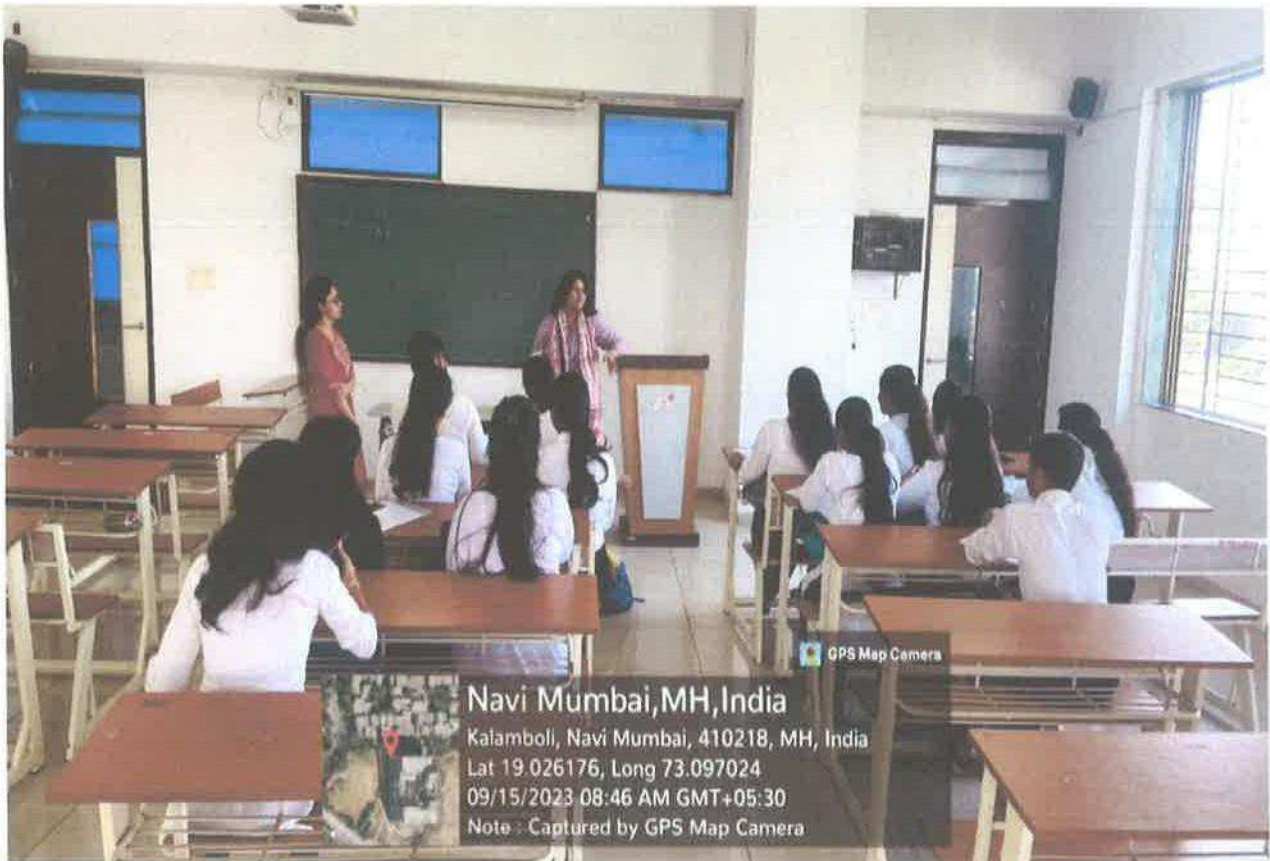 GPS Map Camera
Navi Mumbai,MH,India
Kalamboli, Navi Mumbai, 410218, MH, India
Lat 19.026176, Long 73.097024
09/15/2023 08:46 AM GMT+05:30
Note : Captured by GPS Map Camera